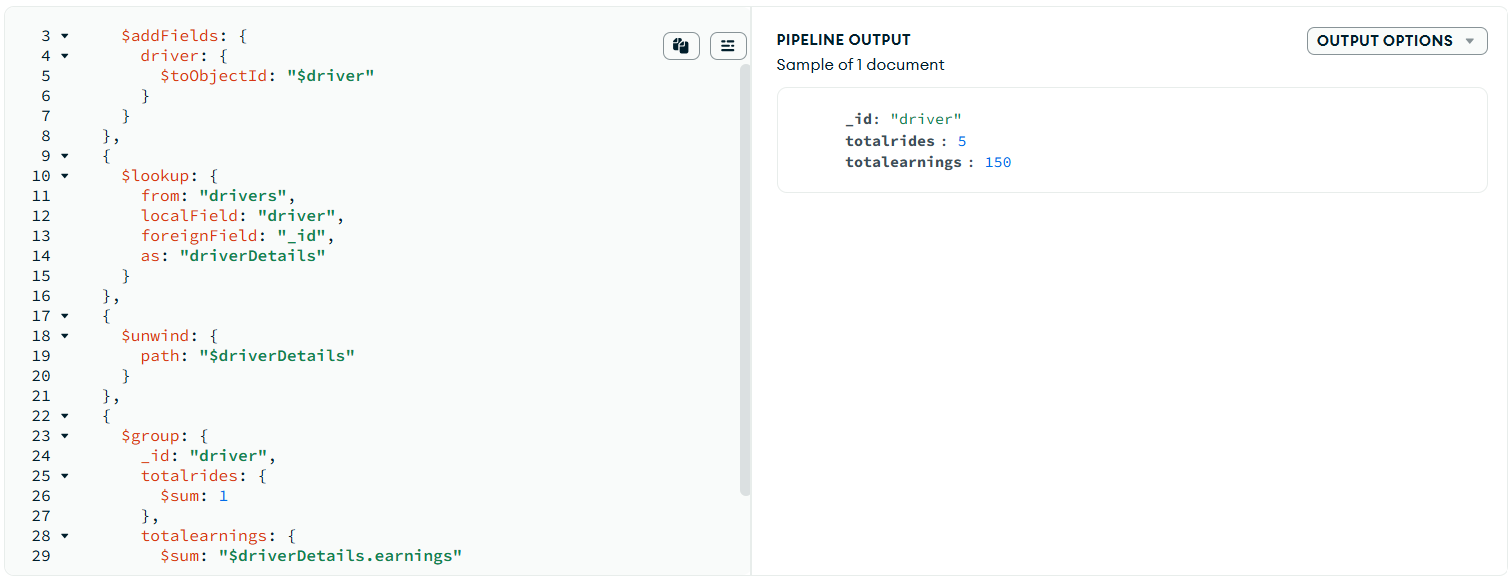 3 $addFields: {
4 driver: {
5 $toObjectId: "$driver"
6 }
7 }
8 },
9 {
10 $lookup: {
11 from: "drivers",
12 localField: "driver",
13 foreignField: "_id",
14 as: "driverDetails"
15 }
16 },
17 {
18 $unwind: {
19 path: "$driverDetails"
20 }
21 },
22 {
23 $group: {
24 _id: "driver",
25 totalrides: {
26 $sum: 1
27 },
28 totalearnings: {
29 $sum: "$driverDetails.earnings"
PIPELINE OUTPUT
Sample of 1 document
OUTPUT OPTIONS
_id: "driver"
totalrides : 5
totalearnings : 150